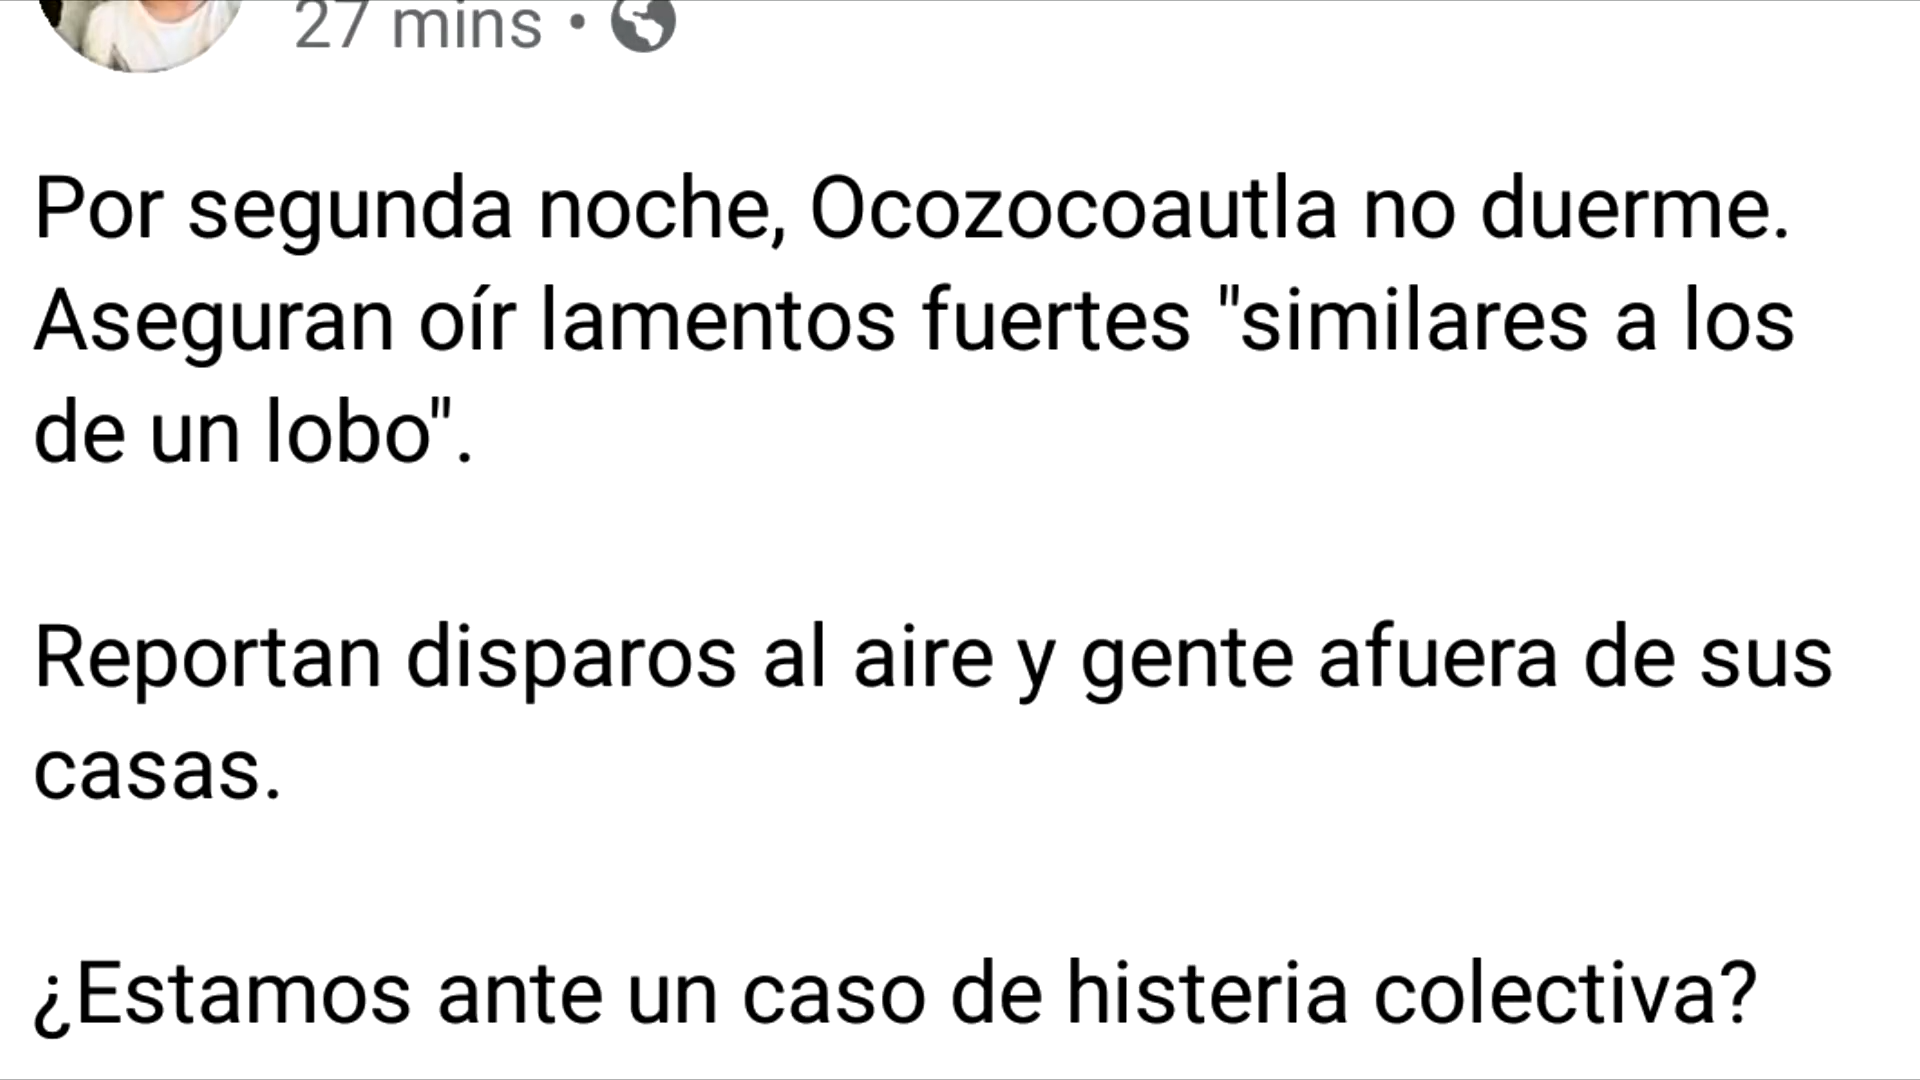 27 mins •
Por segunda noche, Ocozocoautla no duerme.
Aseguran oír lamentos fuertes "similares a los
de un lobo".
Reportan disparos al aire y gente afuera de sus
casas.
¿Estamos ante un caso de histeria colectiva?